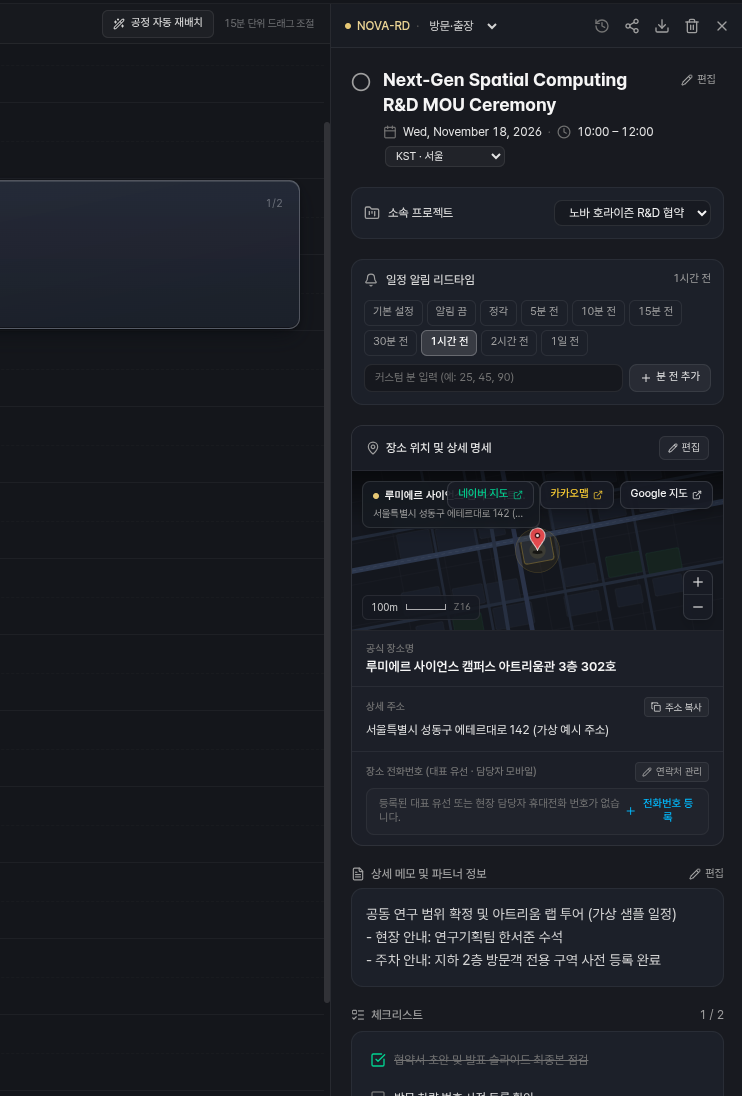 공정 자동 재배치
15분 단위 드래그 조절
1/2
NOVA-RD · 방문·출장
Next-Gen Spatial Computing
R&D MOU Ceremony
편집
Wed, November 18, 2026 · 10:00 – 12:00
KST · 서울
소속 프로젝트
노바 호라이즌 R&D 협약
일정 알림 리드타임
1시간 전
기본 설정 알림 끔 정각 5분 전 10분 전 15분 전
30분 전 1시간 전 2시간 전 1일 전
커스텀 분 입력 (예: 25, 45, 90)
+ 분 전 추가
장소 위치 및 상세 명세
편집
루미에르 사이
네이버 지도 카카오맵 Google 지도
서울특별시 성동구 에테르대로 142 (...
+
−
100m Z16
공식 장소명
루미에르 사이언스 캠퍼스 아트리움관 3층 302호
상세 주소
주소 복사
서울특별시 성동구 에테르대로 142 (가상 예시 주소)
장소 전화번호 (대표 유선 · 담당자 모바일)
연락처 관리
등록된 대표 유선 또는 현장 담당자 휴대전화 번호가 없습
니다.
+ 전화번호 등
록
상세 메모 및 파트너 정보
편집
공동 연구 범위 확정 및 아트리움 랩 투어 (가상 샘플 일정)
- 현장 안내: 연구기획팀 한서준 수석
- 주차 안내: 지하 2층 방문객 전용 구역 사전 등록 완료
체크리스트
1 / 2
협약서 초안 및 발표 슬라이드 최종본 점검